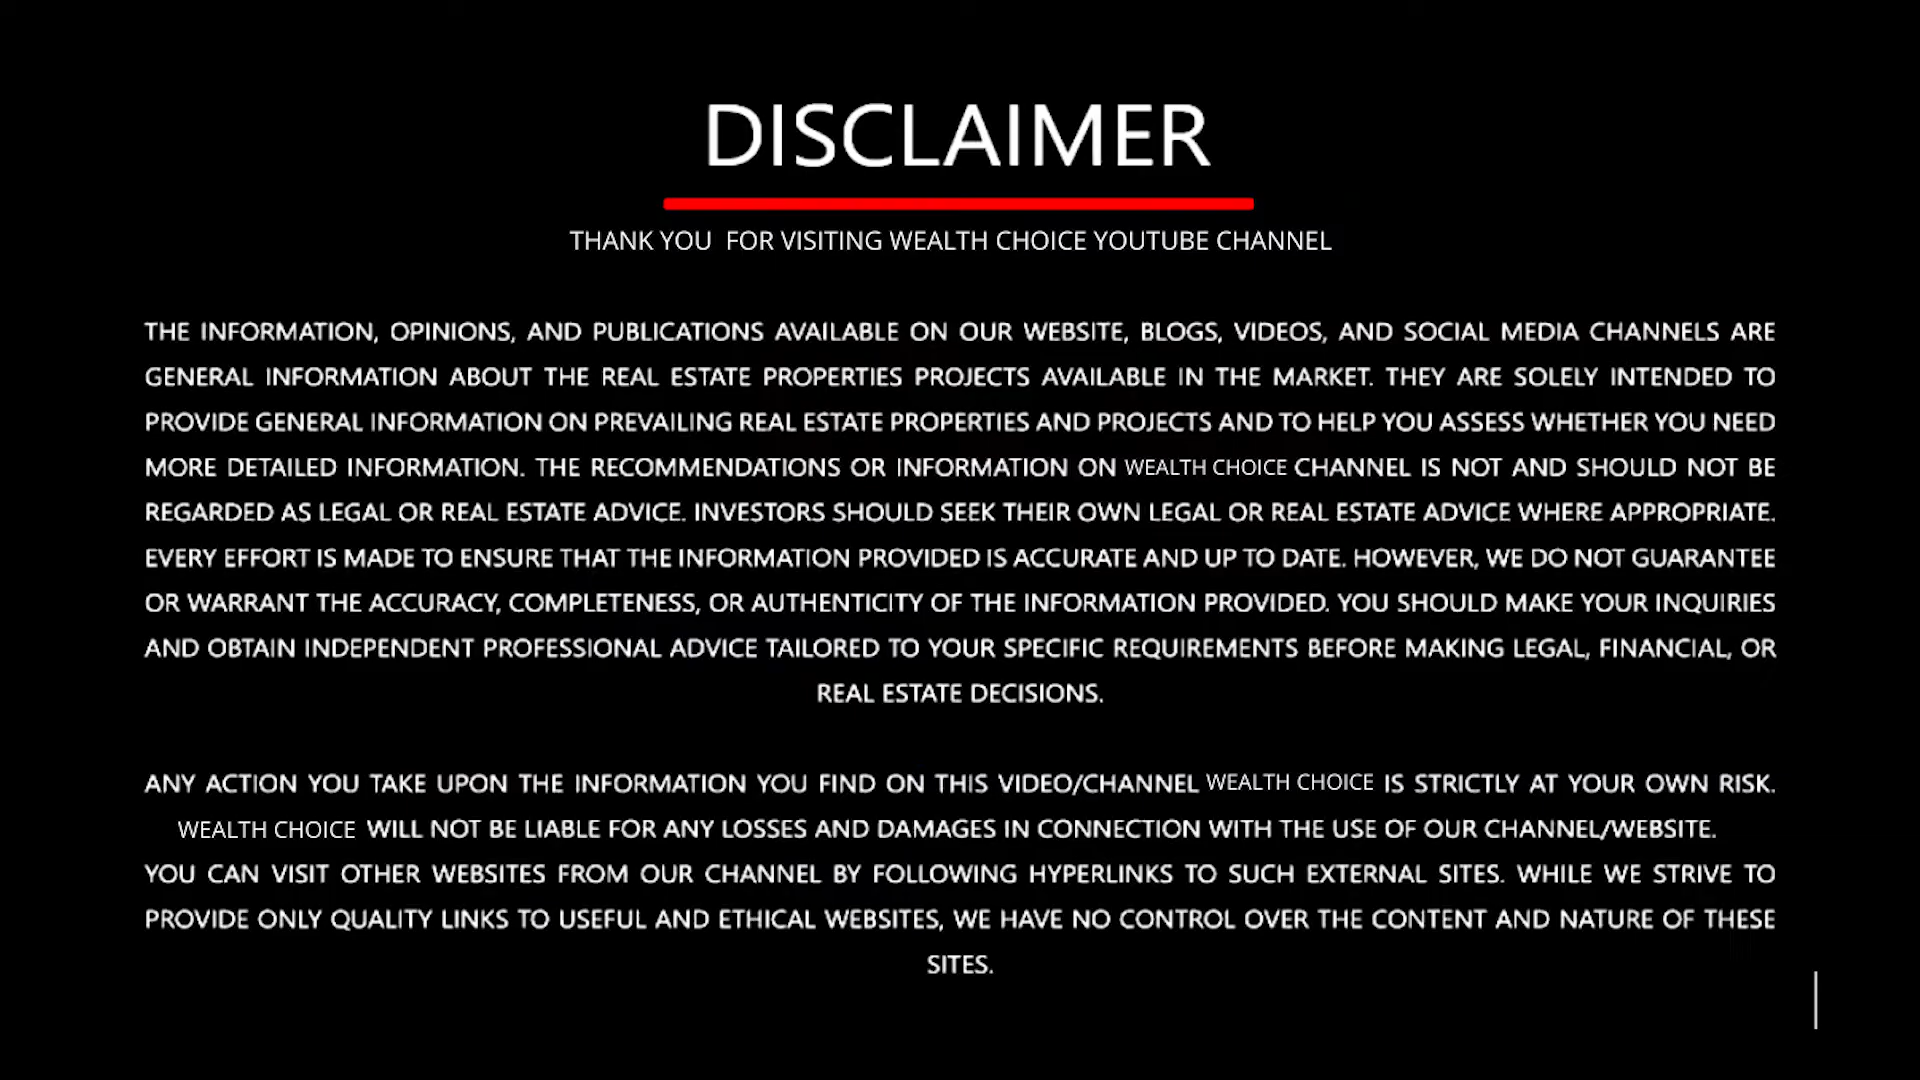 DISCLAIMER
THANK YOU FOR VISITING WEALTH CHOICE YOUTUBE CHANNEL
THE INFORMATION, OPINIONS, AND PUBLICATIONS AVAILABLE ON OUR WEBSITE, BLOGS, VIDEOS, AND SOCIAL MEDIA CHANNELS ARE
GENERAL INFORMATION ABOUT THE REAL ESTATE PROPERTIES PROJECTS AVAILABLE IN THE MARKET. THEY ARE SOLELY INTENDED TO
PROVIDE GENERAL INFORMATION ON PREVAILING REAL ESTATE PROPERTIES AND PROJECTS AND TO HELP YOU ASSESS WHETHER YOU NEED
MORE DETAILED INFORMATION. THE RECOMMENDATIONS OR INFORMATION ON WEALTH CHOICE CHANNEL IS NOT AND SHOULD NOT BE
REGARDED AS LEGAL OR REAL ESTATE ADVICE. INVESTORS SHOULD SEEK THEIR OWN LEGAL OR REAL ESTATE ADVICE WHERE APPROPRIATE.
EVERY EFFORT IS MADE TO ENSURE THAT THE INFORMATION PROVIDED IS ACCURATE AND UP TO DATE. HOWEVER, WE DO NOT GUARANTEE
OR WARRANT THE ACCURACY, COMPLETENESS, OR AUTHENTICITY OF THE INFORMATION PROVIDED. YOU SHOULD MAKE YOUR INQUIRIES
AND OBTAIN INDEPENDENT PROFESSIONAL ADVICE TAILORED TO YOUR SPECIFIC REQUIREMENTS BEFORE MAKING LEGAL, FINANCIAL, OR
REAL ESTATE DECISIONS.
ANY ACTION YOU TAKE UPON THE INFORMATION YOU FIND ON THIS VIDEO/CHANNEL WEALTH CHOICE IS STRICTLY AT YOUR OWN RISK.
WEALTH CHOICE WILL NOT BE LIABLE FOR ANY LOSSES AND DAMAGES IN CONNECTION WITH THE USE OF OUR CHANNEL/WEBSITE.
YOU CAN VISIT OTHER WEBSITES FROM OUR CHANNEL BY FOLLOWING HYPERLINKS TO SUCH EXTERNAL SITES. WHILE WE STRIVE TO
PROVIDE ONLY QUALITY LINKS TO USEFUL AND ETHICAL WEBSITES, WE HAVE NO CONTROL OVER THE CONTENT AND NATURE OF THESE
SITES.